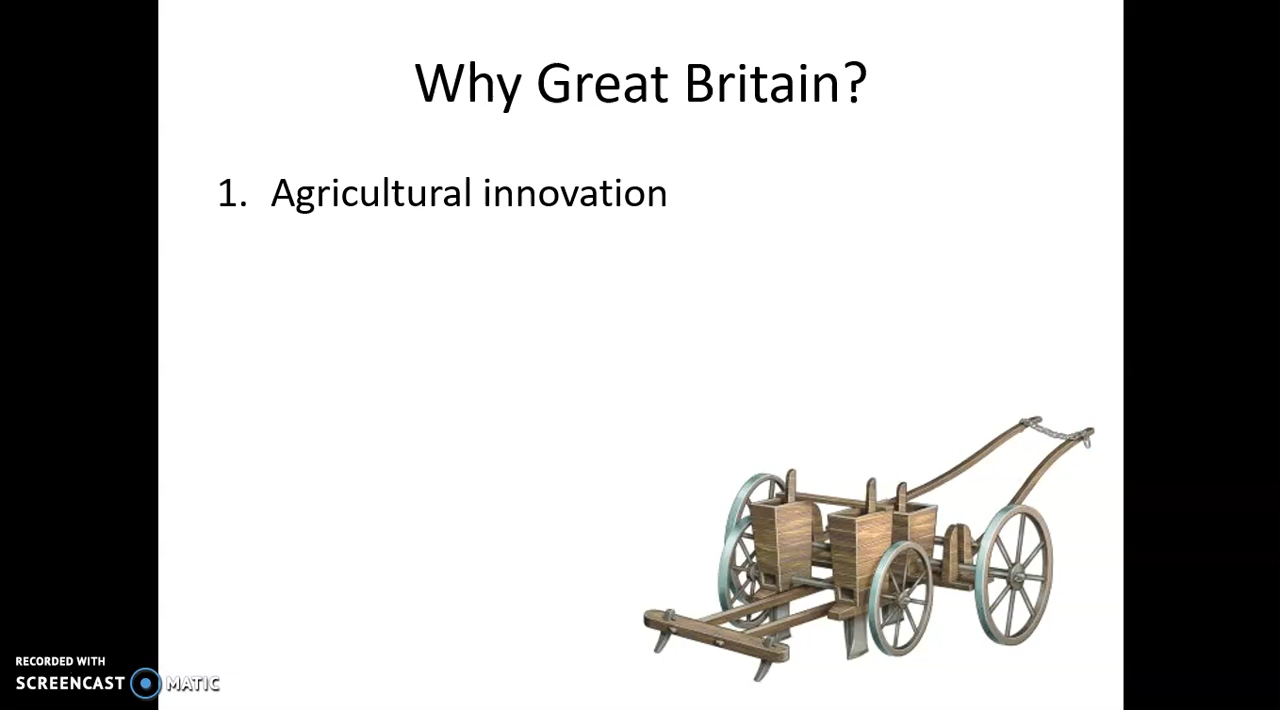 Why Great Britain?
1. Agricultural innovation
RECORDED WITH
SCREENCAST MATIC